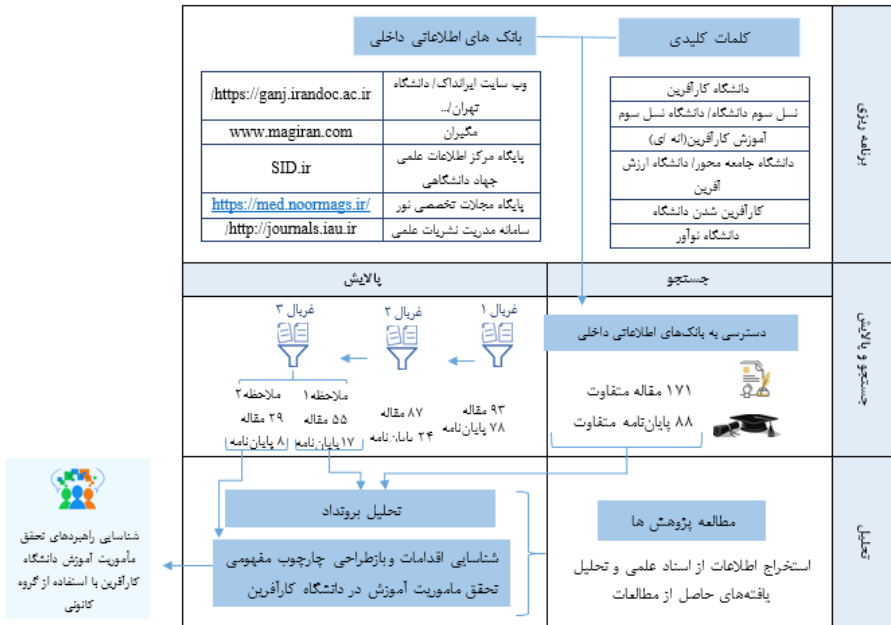 برنامه ریزی
کلمات کلیدی
دانشگاه کارآفرین
نسل سوم دانشگاه/ دانشگاه نسل سوم
آموزش کارآفرین(انه /ی)
دانشگاه جامعه محور/ دانشگاه ارزش
آفرین
کارآفرین شدن دانشگاه
دانشگاه نوآور
بانک های اطلاعاتی داخلی
وب سایت ایرانداک/ دانشگاه
تهران/...
https://ganj.irandoc.ac.ir/
مگیران
www.magiran.com
پایگاه مرکز اطلاعات علمی
جهاد دانشگاهی
SID.ir
پایگاه مجلات تخصصی نور
https://med.noormags.ir/
سامانه مدریت نشریات علمی
http://journals.iau.ir/
جستجو و پالایش
جستجو
پالایش
دسترسی به بانک‌های اطلاعاتی داخلی
۱۷۱ مقاله متفاوت
۸۸ پایان‌نامه متفاوت
غربال ۱
۹۳ مقاله
۷۸ پایان‌نامه
غربال ۲
۸۷ مقاله
۲۴ پایان‌نامه
غربال ۳
ملاحظه۱
۵۵ مقاله
۱۷پایان‌نامه
ملاحظه۲
۲۹ مقاله
۸ پایان‌نامه
تحلیل
مطالعه پژوهش ها
استخراج اطلاعات از اسناد علمی و تحلیل
یافته‌های حاصل از مطالعات
تحلیل برونداد
شناسایی اقدامات و بازطراحی چارچوب مفهومی
تحقق ماموریت آموزش در دانشگاه کارآفرین
شناسایی راهبردهای تحقق
مأموریت آموزش دانشگاه
کارآفرین با استفاده از گروه
کانونی